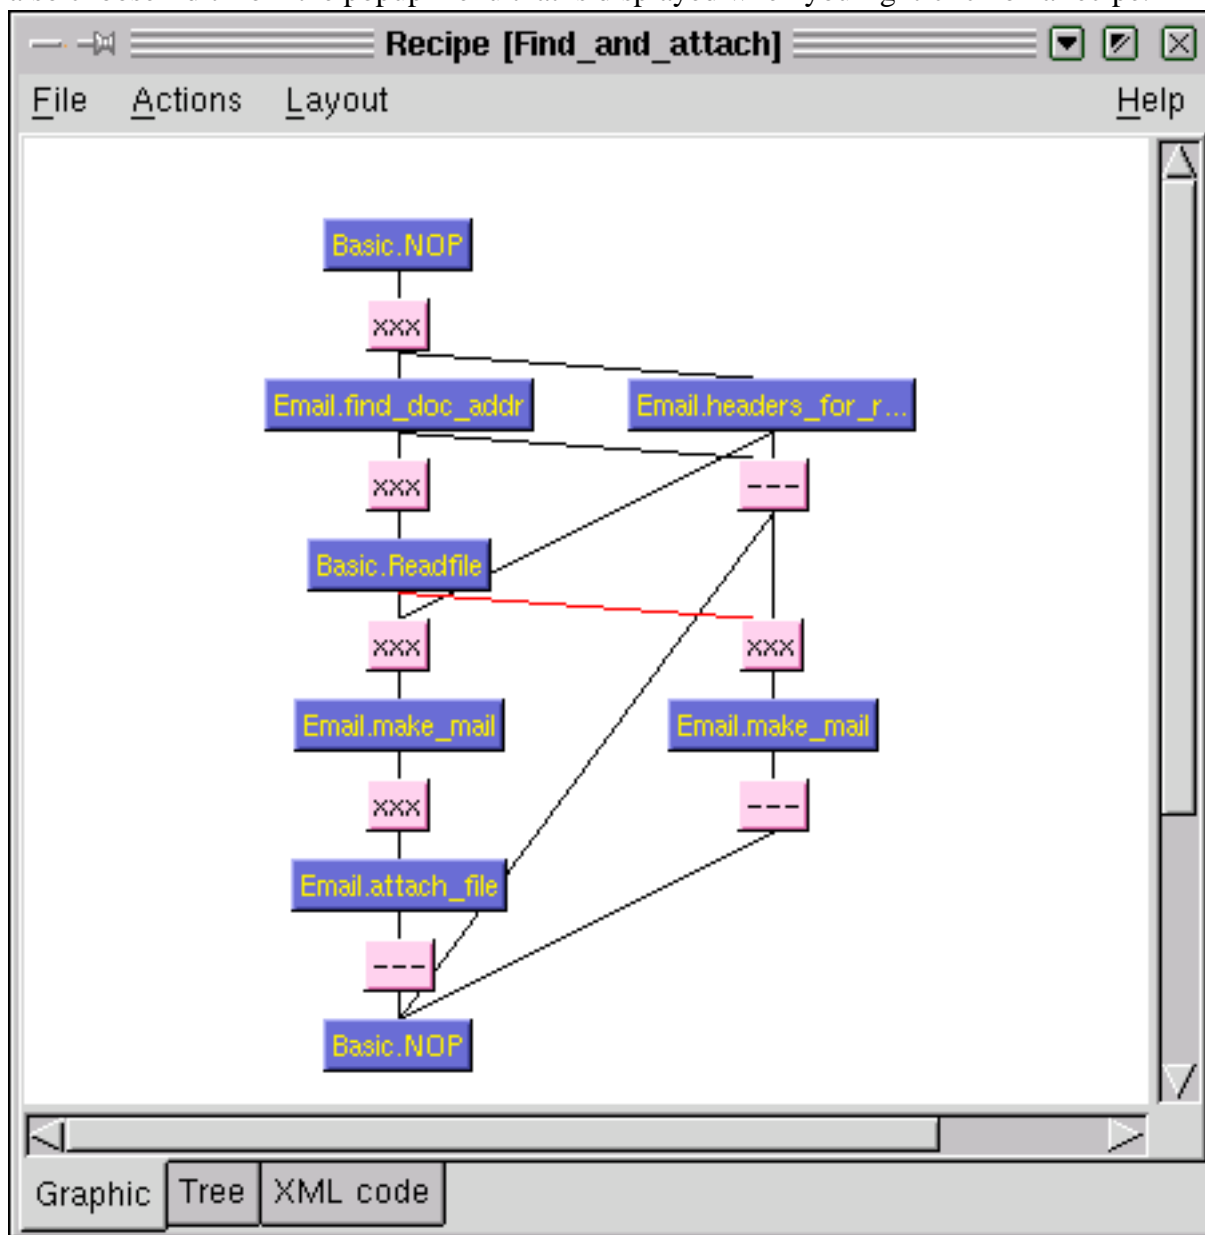 Recipe [Find_and_attach]
File Actions Layout Help
Basic.NOP
xxx
Email.find_doc_addr Email.headers_for_r...
xxx ---
Basic.Readfile
xxx xxx
Email.make_mail Email.make_mail
xxx ---
Email.attach_file
---
Basic.NOP
Graphic Tree XML code